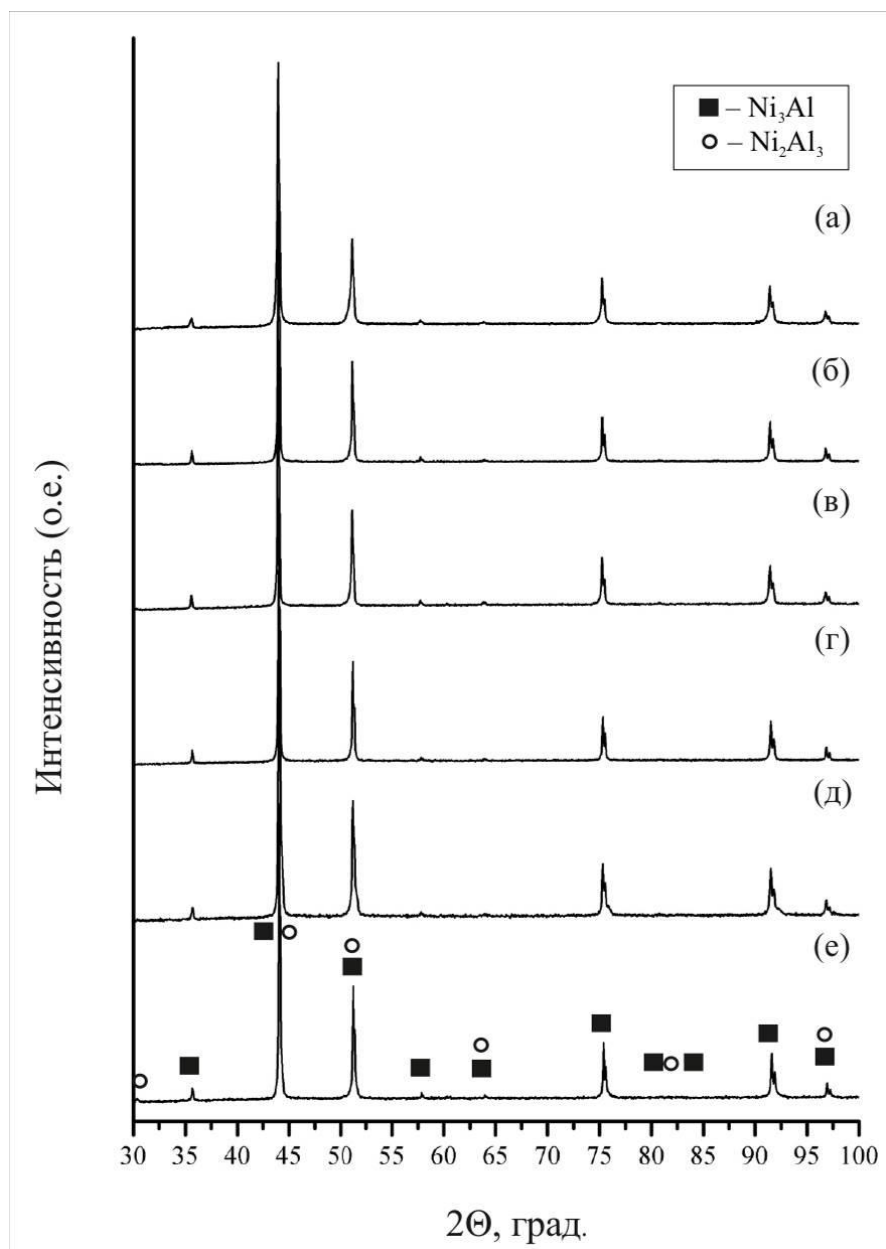 ■ – Ni₃Al
○ – Ni₂Al₃
(а)
(б)
(в)
(г)
(д)
(е)
Интенсивность (о.е.)
30 35 40 45 50 55 60 65 70 75 80 85 90 95 100
2Θ, град.